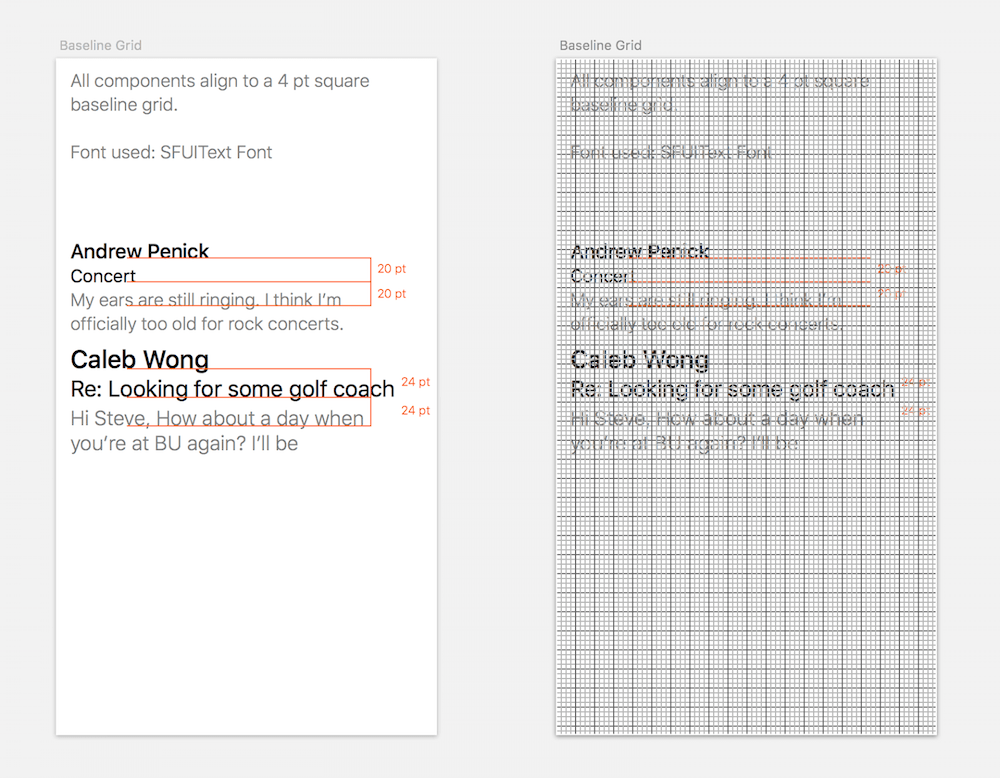 Baseline Grid
All components align to a 4 pt square
baseline grid.
Font used: SFUIText Font
Andrew Penick
Concert
20 pt
My ears are still ringing. I think I’m
20 pt
officially too old for rock concerts.
Caleb Wong
Re: Looking for some golf coach
24 pt
Hi Steve, How about a day when
24 pt
you’re at BU again? I’ll be
Baseline Grid
All components align to a 4 pt square
baseline grid.
Font used: SFUIText Font
Andrew Penick
Concert
20 pt
My ears are still ringing. I think I’m
20 pt
officially too old for rock concerts.
Caleb Wong
Re: Looking for some golf coach
24 pt
Hi Steve, How about a day when
24 pt
you’re at BU again? I’ll be